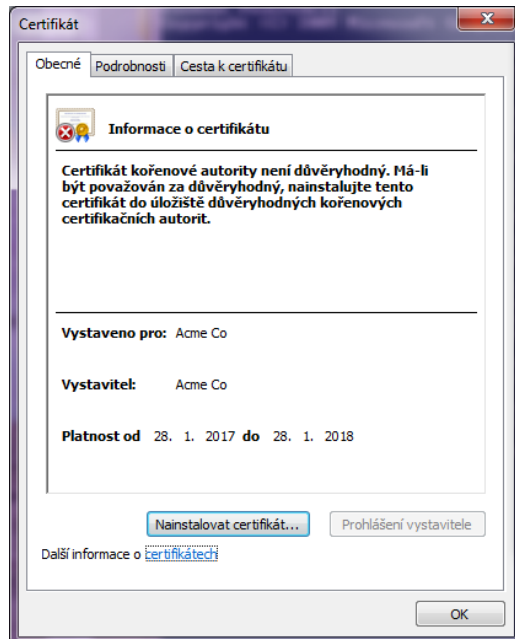 Certifikát
Obecné Podrobnosti Cesta k certifikátu
Informace o certifikátu
Certifikát kořenové autority není důvěryhodný. Má-li
být považován za důvěryhodný, nainstalujte tento
certifikát do úložiště důvěryhodných kořenových
certifikačních autorit.
Vystaveno pro: Acme Co
Vystavitel: Acme Co
Platnost od 28. 1. 2017 do 28. 1. 2018
Nainstalovat certifikát... Prohlášení vystavitele
Další informace o certifikátech
OK